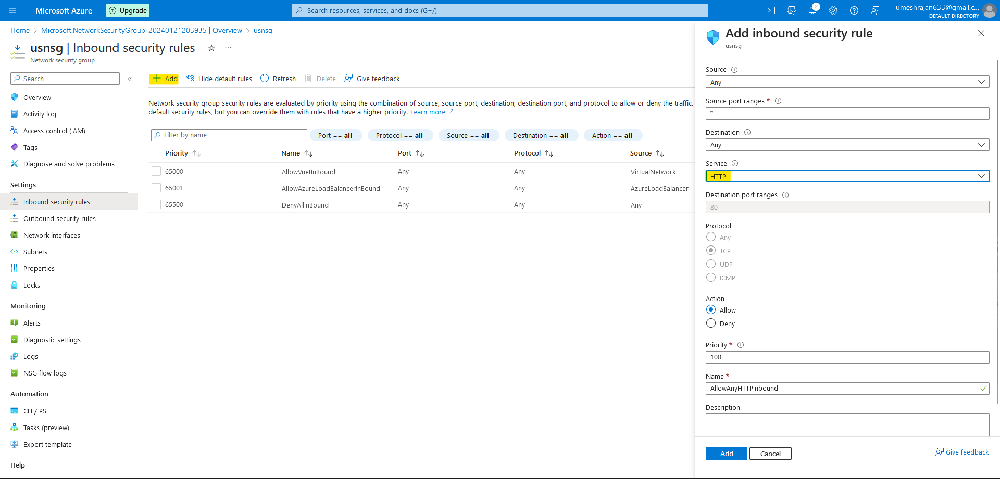 Microsoft Azure
Upgrade
Search resources, services, and docs (G+/)
2
umeshrajan633@gmail.c...
DEFAULT DIRECTORY
Home > Microsoft.NetworkSecurityGroup-20240121203935 | Overview > usnsg
usnsg | Inbound security rules
Network security group
Search
Overview
Activity log
Access control (IAM)
Tags
Diagnose and solve problems
Settings
Inbound security rules
Outbound security rules
Network interfaces
Subnets
Properties
Locks
Monitoring
Alerts
Diagnostic settings
Logs
NSG flow logs
Automation
CLI / PS
Tasks (preview)
Export template
Help
Add Hide default rules Refresh Delete Give feedback
Network security group security rules are evaluated by priority using the combination of source, source port, destination, destination port, and protocol to allow or deny the traffic.
default security rules, but you can override them with rules that have a higher priority. Learn more
Filter by name Port == all Protocol == all Source == all Destination == all Action == all
Priority Name Port Protocol Source
65000 AllowVnetInBound Any Any VirtualNetwork
65001 AllowAzureLoadBalancerInBound Any Any AzureLoadBalancer
65500 DenyAllInBound Any Any Any
Add inbound security rule
usnsg
Source
Any
Source port ranges *
*
Destination
Any
Service
HTTP
Destination port ranges
80
Protocol
Any
TCP
UDP
ICMP
Action
Allow
Deny
Priority *
100
Name *
AllowAnyHTTPInbound
Description
Add Cancel Give feedback